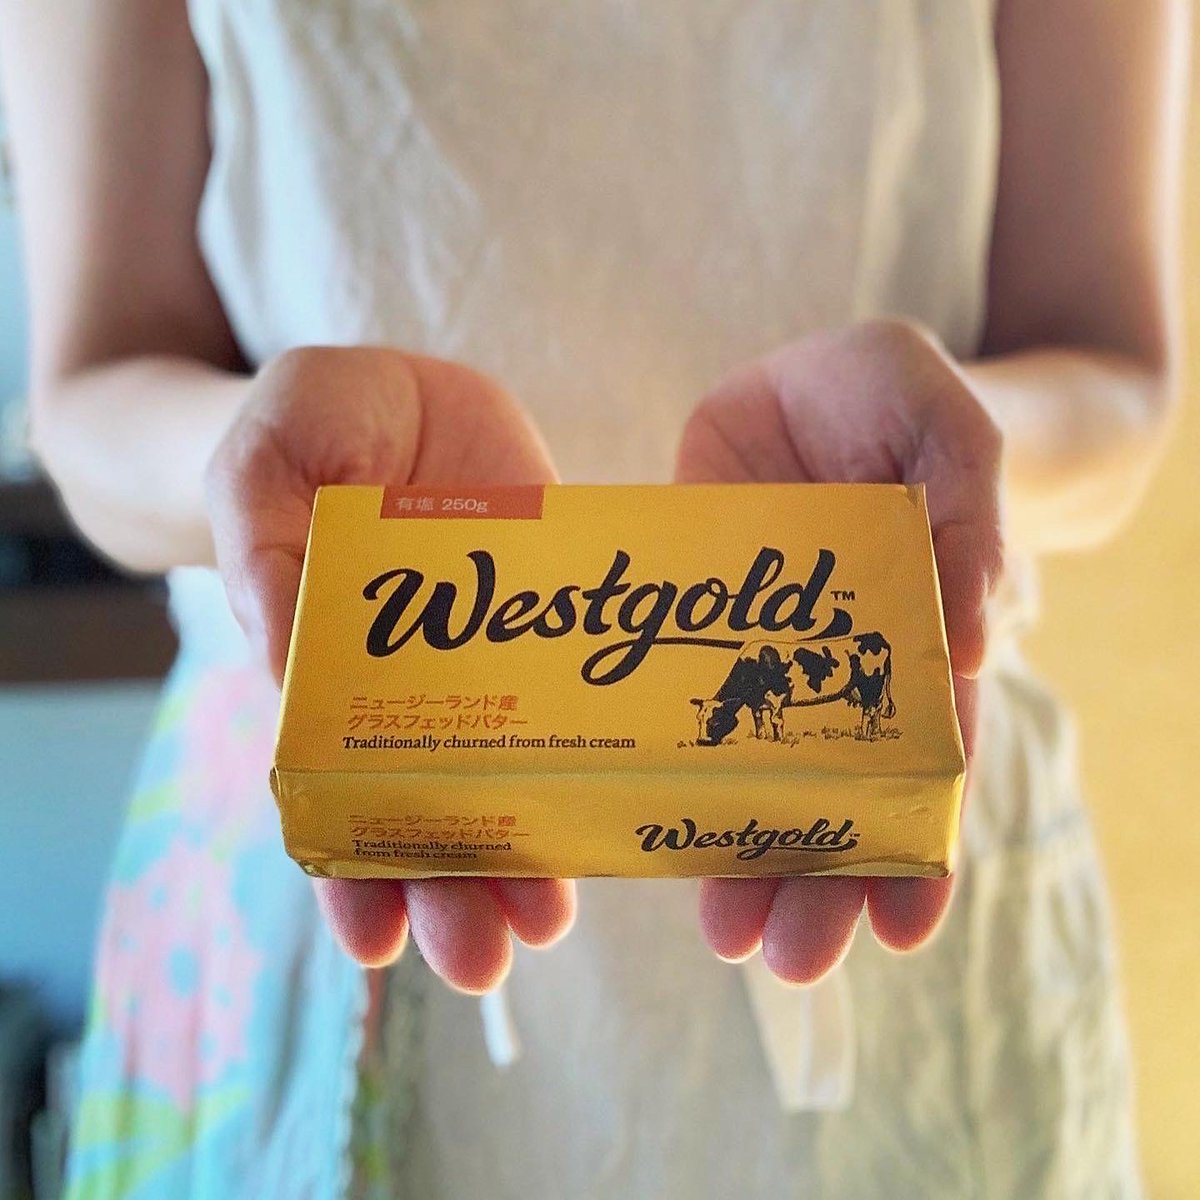 有塩 250g
Westgold™
ニュージーランド産
グラスフェッドバター
Traditionally churned from fresh cream
ニュージーランド産
グラスフェッドバター
Traditionally churned
from fresh cream
Westgold™